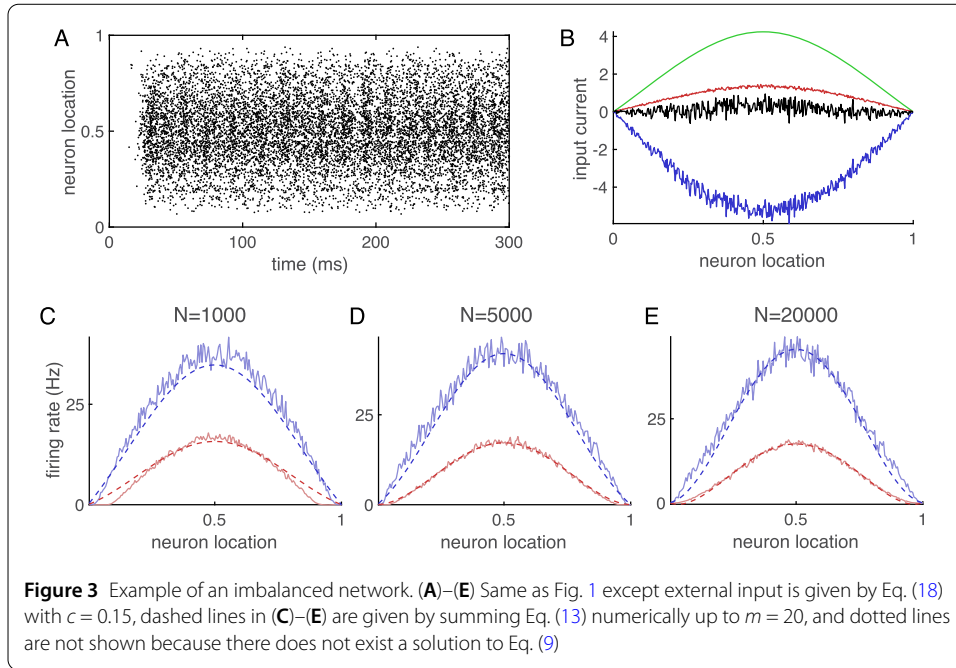 A
neuron location
1
0.5
0
0
100
200
300
time (ms)
B
input current
4
2
0
-2
-4
0
0.5
1
neuron location
C
N=1000
firing rate (Hz)
25
0
0.5
1
neuron location
D
N=5000
25
0
0.5
1
neuron location
E
N=20000
25
0
0.5
1
neuron location
Figure 3 Example of an imbalanced network. (A)–(E) Same as Fig. 1 except external input is given by Eq. (18)
with c = 0.15, dashed lines in (C)–(E) are given by summing Eq. (13) numerically up to m = 20, and dotted lines
are not shown because there does not exist a solution to Eq. (9)